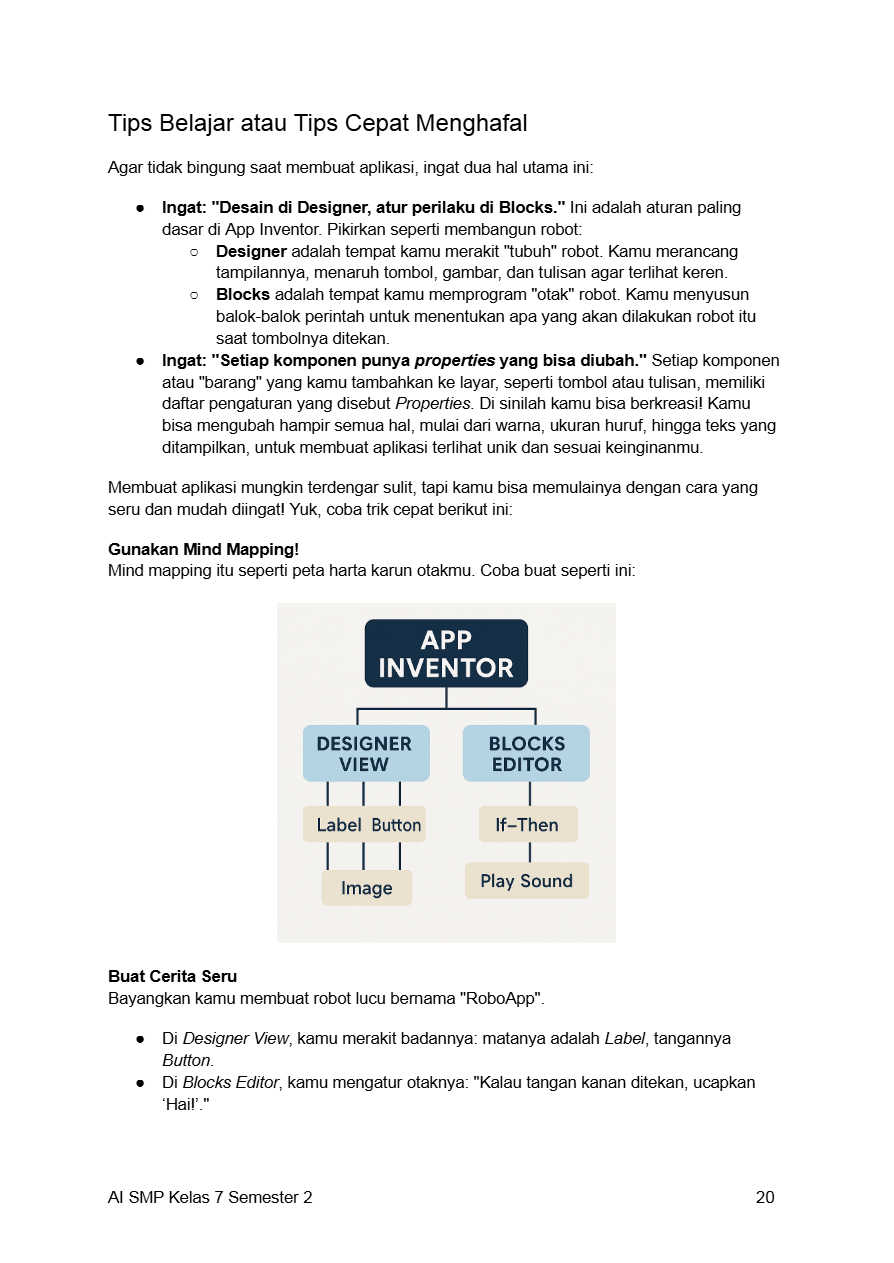 Tips Belajar atau Tips Cepat Menghafal
Agar tidak bingung saat membuat aplikasi, ingat dua hal utama ini:
● Ingat: "Desain di Designer, atur perilaku di Blocks." Ini adalah aturan paling
dasar di App Inventor. Pikirkan seperti membangun robot:
○ Designer adalah tempat kamu merakit "tubuh" robot. Kamu merancang
tampilannya, menaruh tombol, gambar, dan tulisan agar terlihat keren.
○ Blocks adalah tempat kamu memprogram "otak" robot. Kamu menyusun
balok-balok perintah untuk menentukan apa yang akan dilakukan robot itu
saat tombolnya ditekan.
● Ingat: "Setiap komponen punya properties yang bisa diubah." Setiap komponen
atau "barang" yang kamu tambahkan ke layar, seperti tombol atau tulisan, memiliki
daftar pengaturan yang disebut Properties. Di sinilah kamu bisa berkreasi! Kamu
bisa mengubah hampir semua hal, mulai dari warna, ukuran huruf, hingga teks yang
ditampilkan, untuk membuat aplikasi terlihat unik dan sesuai keinginanmu.
Membuat aplikasi mungkin terdengar sulit, tapi kamu bisa memulainya dengan cara yang
seru dan mudah diingat! Yuk, coba trik cepat berikut ini:
Gunakan Mind Mapping!
Mind mapping itu seperti peta harta karun otakmu. Coba buat seperti ini:
APP
INVENTOR
DESIGNER
VIEW
BLOCKS
EDITOR
Label Button
If–Then
Image
Play Sound
Buat Cerita Seru
Bayangkan kamu membuat robot lucu bernama "RoboApp".
● Di Designer View, kamu merakit badannya: matanya adalah Label, tangannya
Button.
● Di Blocks Editor, kamu mengatur otaknya: "Kalau tangan kanan ditekan, ucapkan
‘Hai!’."
AI SMP Kelas 7 Semester 2 20